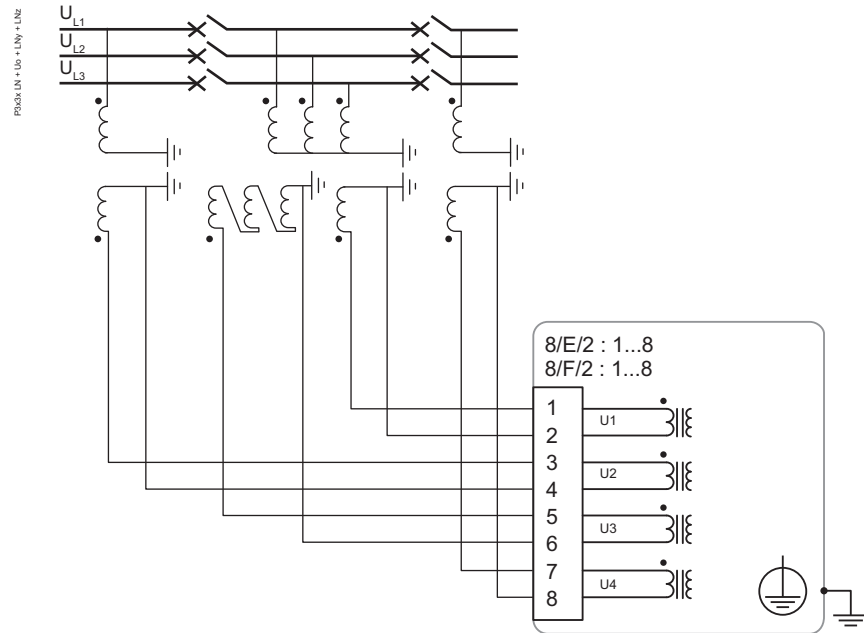 P3x3x LN + Uo + LNy + LNz
UL1
UL2
UL3
8/E/2 : 1...8
8/F/2 : 1...8
1
U1
2
3
U2
4
5
U3
6
7
U4
8